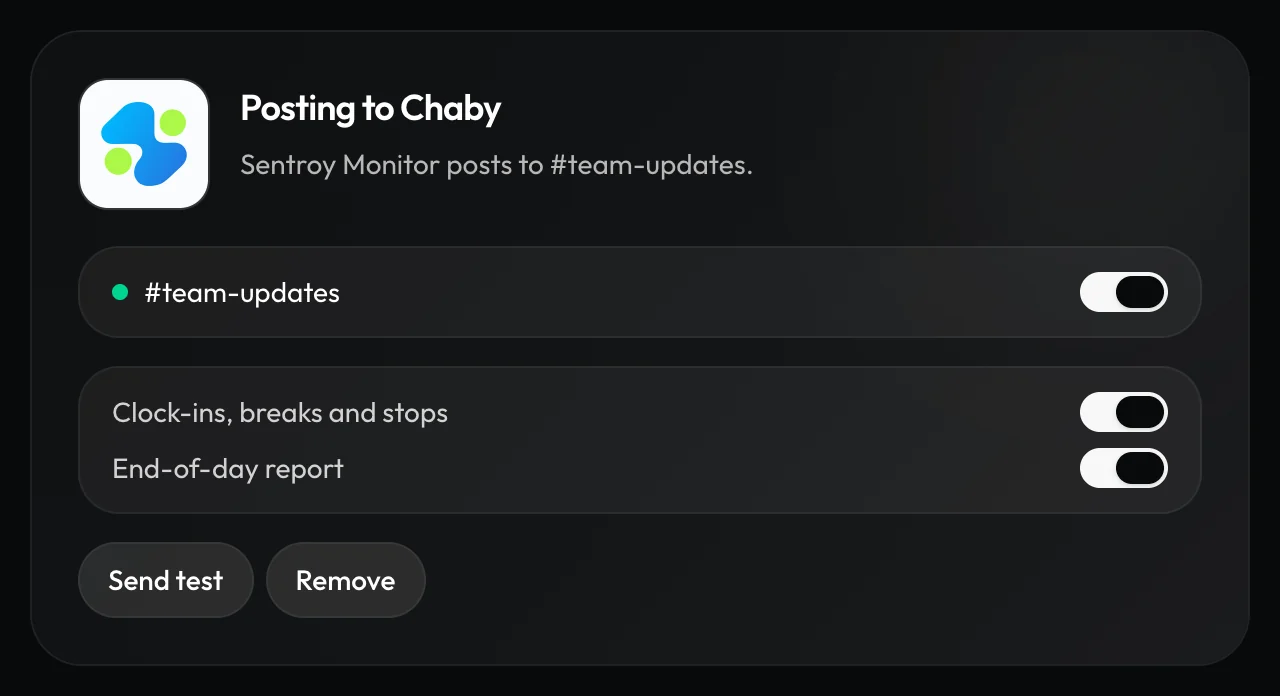 Posting to Chaby
Sentroy Monitor posts to #team-updates.
#team-updates
Clock-ins, breaks and stops
End-of-day report
Send test
Remove